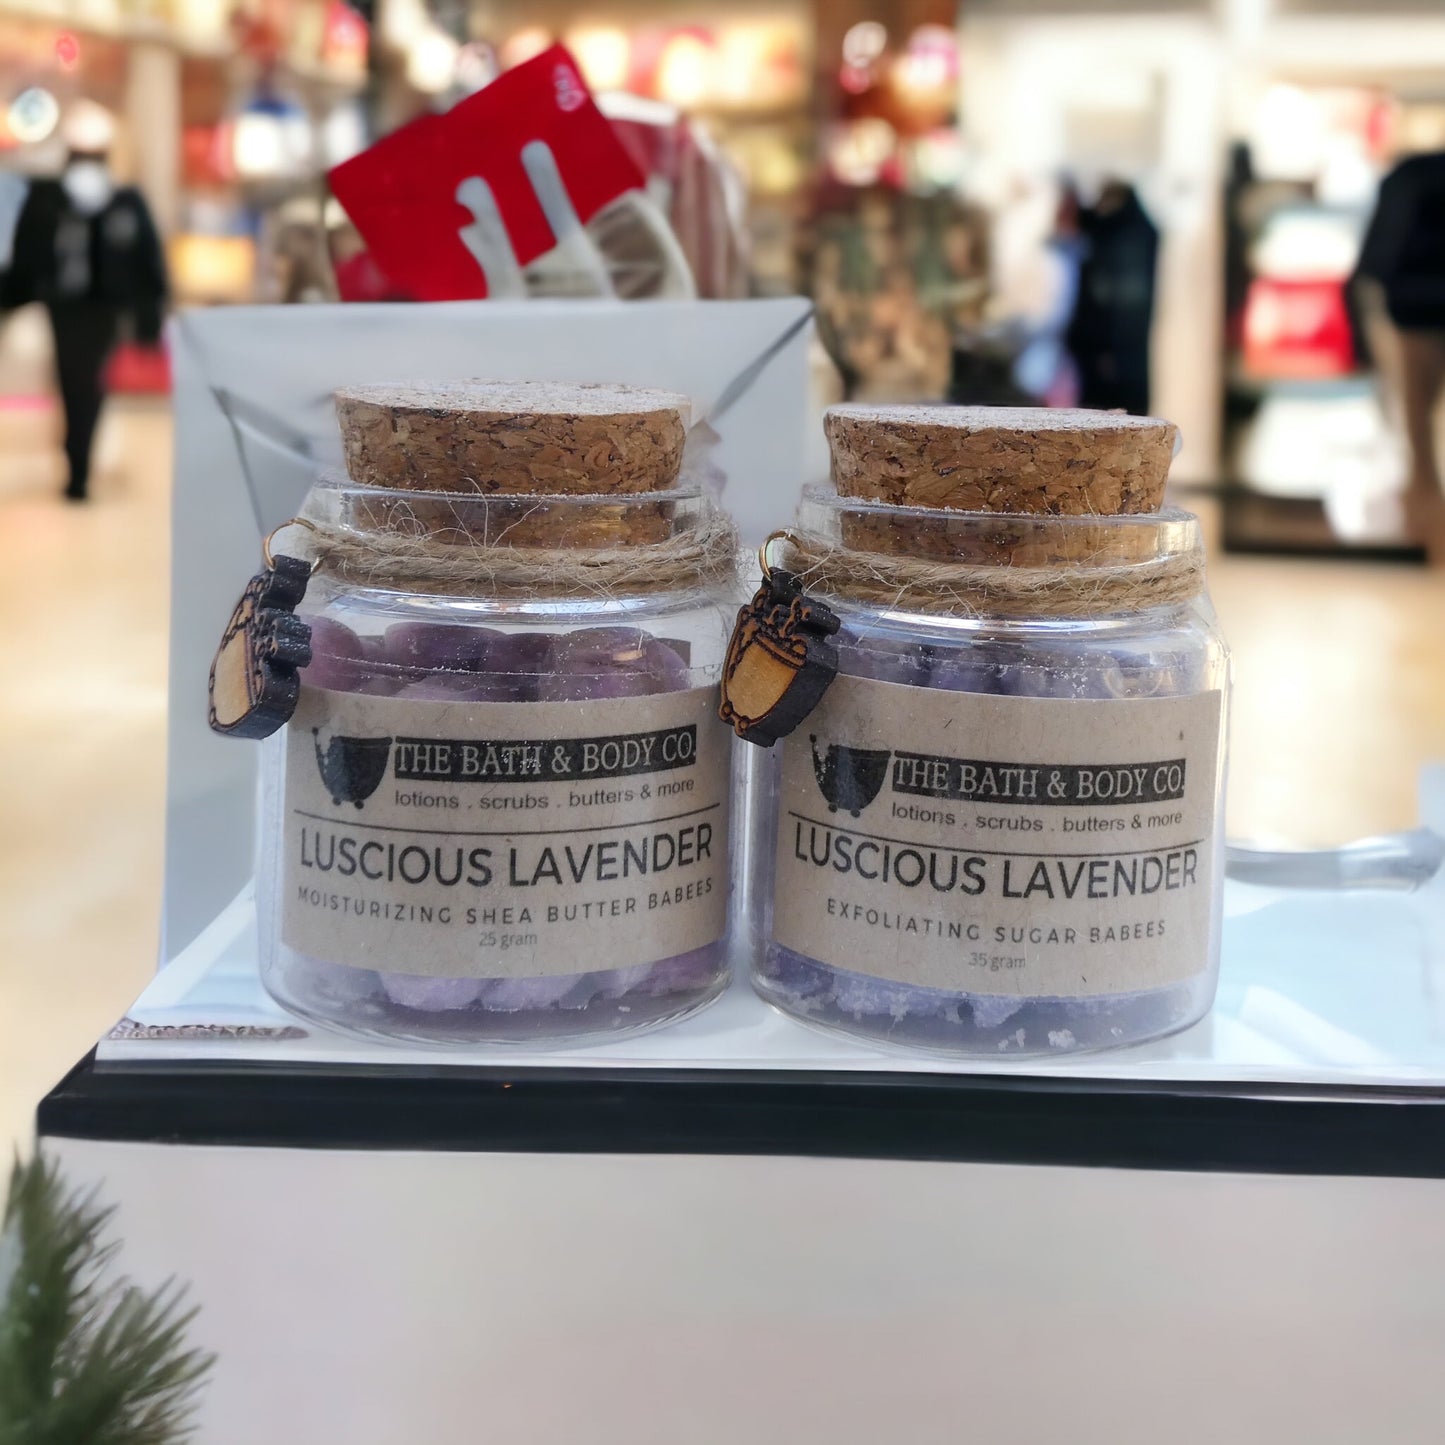 THE BATH & BODY CO.
lotions . scrubs . butters & more
LUSCIOUS LAVENDER
MOISTURIZING SHEA BUTTER BABEES
25 gram
THE BATH & BODY CO.
lotions . scrubs . butters & more
LUSCIOUS LAVENDER
EXFOLIATING SUGAR BABEES
35 gram